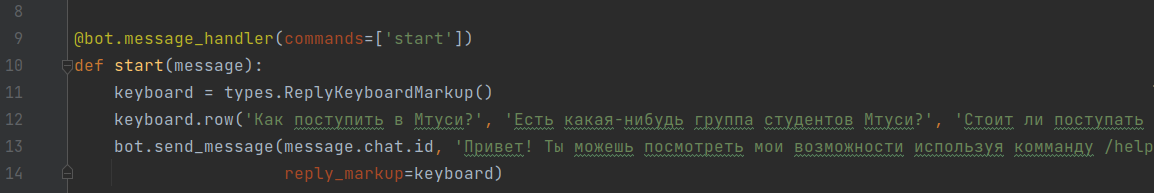 8
9 @bot.message_handler(commands=['start'])
10 def start(message):
11 keyboard = types.ReplyKeyboardMarkup()
12 keyboard.row('Как поступить в Мтуси?', 'Есть какая-нибудь группа студентов Мтуси?', 'Стоит ли поступать
13 bot.send_message(message.chat.id, 'Привет! Ты можешь посмотреть мои возможности используя комманду /help
14 reply_markup=keyboard)